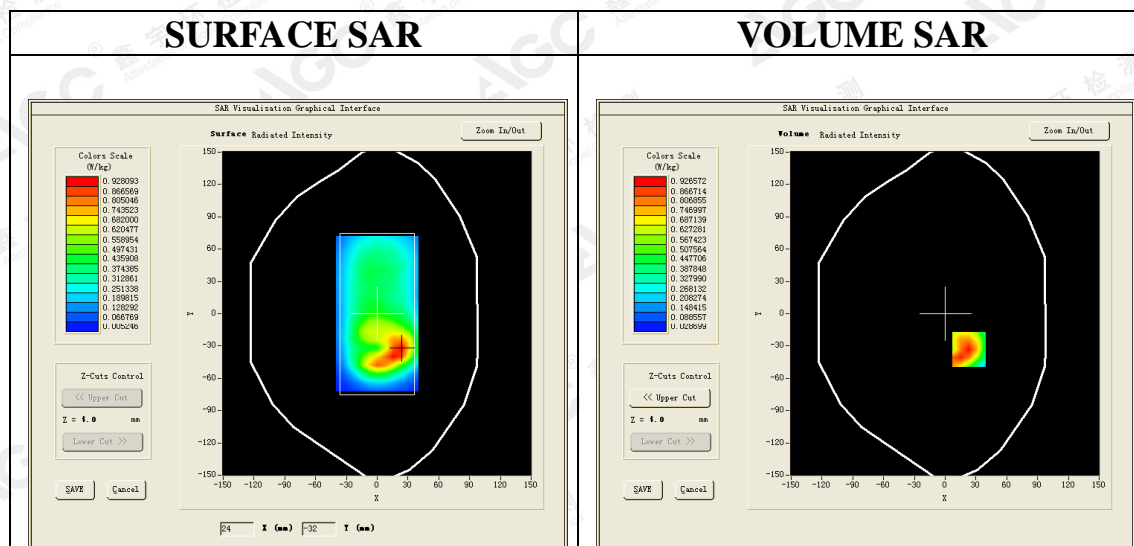 SURFACE SAR
VOLUME SAR
SAR Visualisation Graphical Interface
Surface Radiated Intensity
Zoom In/Out
Colors Scale
(W/kg)
0.928093
0.866569
0.805046
0.743523
0.682000
0.620477
0.558954
0.497431
0.435908
0.374385
0.312861
0.251338
0.189815
0.128292
0.066769
0.005246
150
120
90
60
30
0
-30
-60
-90
-120
-150
Y
-150 -120 -90 -60 -30 0 30 60 90 120 150
X
Z-Cuts Control
<< Upper Cut
Z = 4.0 mm
Lower Cut >>
SAVE Cancel
24 X (mm) -32 Y (mm)
SAR Visualisation Graphical Interface
Volume Radiated Intensity
Zoom In/Out
Colors Scale
(W/kg)
0.926572
0.866714
0.806855
0.746997
0.687139
0.627281
0.567423
0.507564
0.447706
0.387848
0.327990
0.268132
0.208274
0.148415
0.088557
0.028699
150
120
90
60
30
0
-30
-60
-90
-120
-150
Y
-150 -120 -90 -60 -30 0 30 60 90 120 150
X
Z-Cuts Control
<< Upper Cut
Z = 4.0 mm
Lower Cut >>
SAVE Cancel
AGC